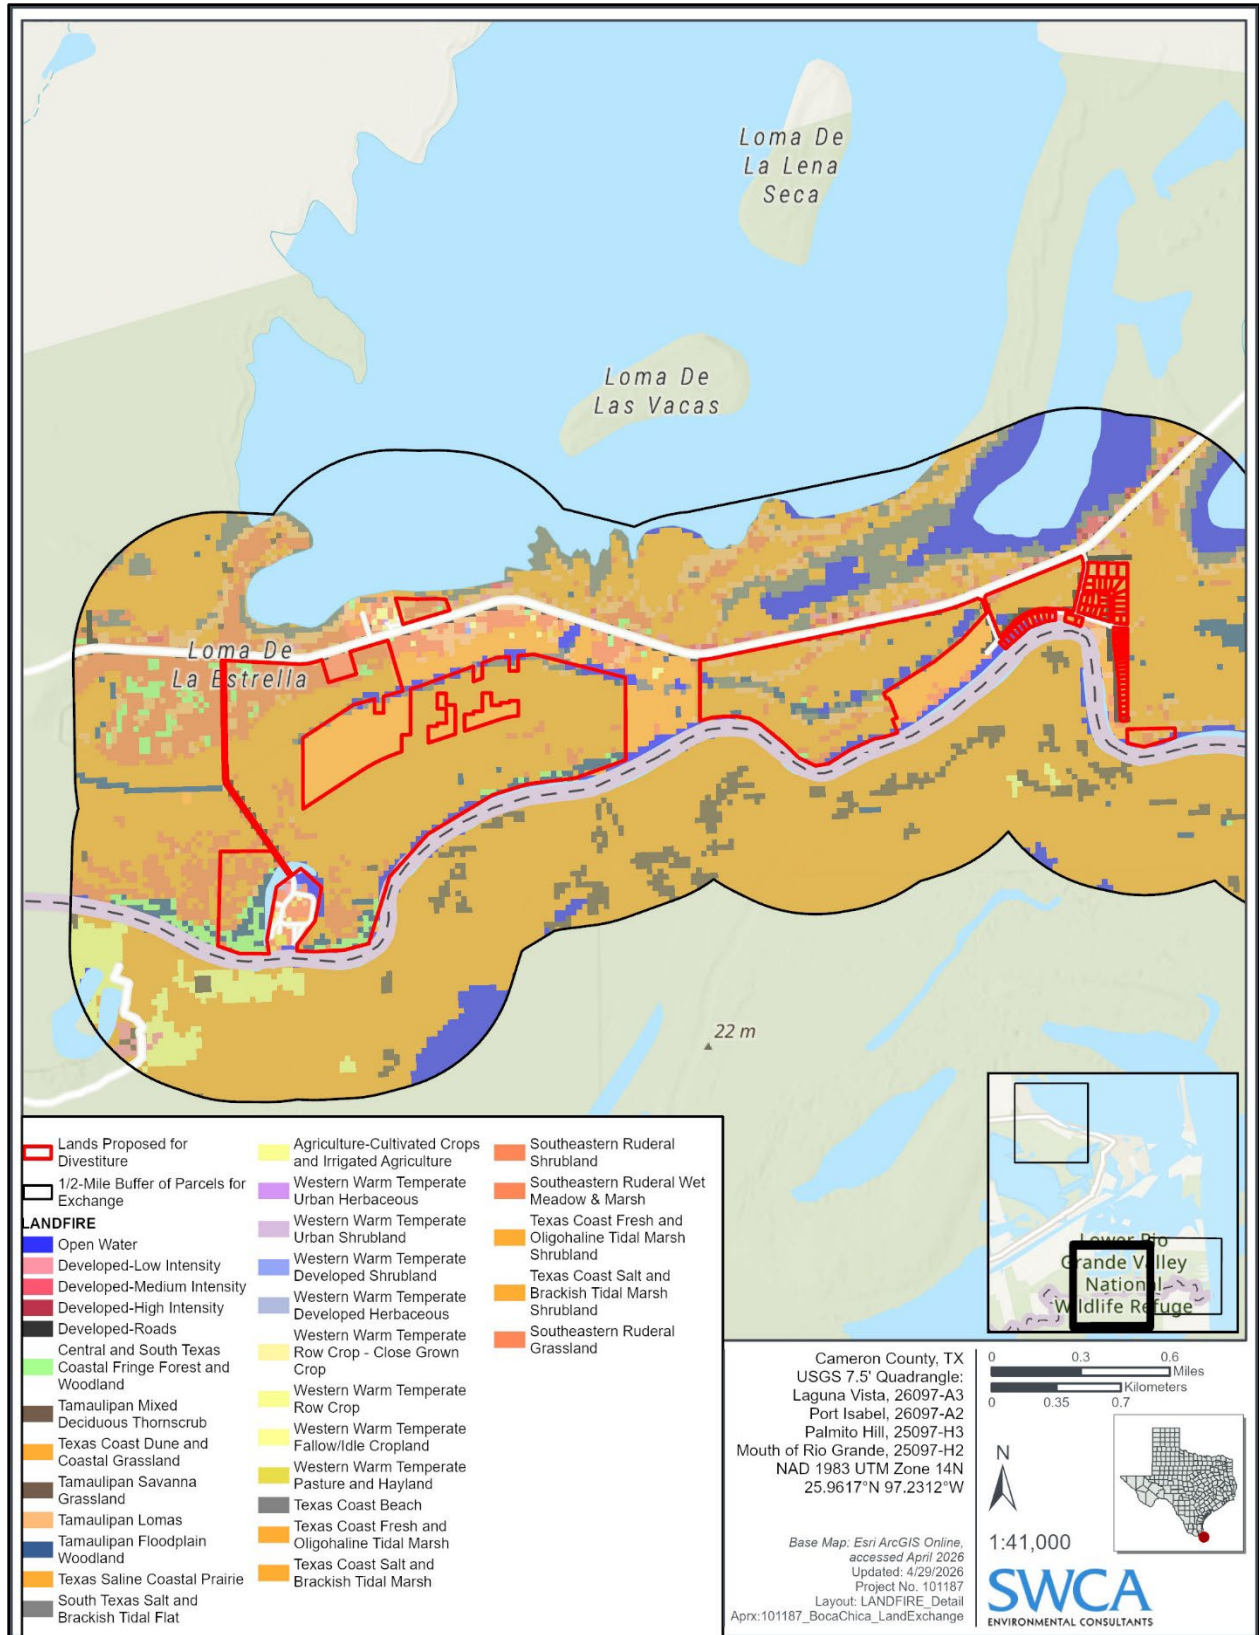 Loma De
La Lena
Seca
Loma De
Las Vacas
Loma De
La Estrella
22 m
Lands Proposed for
Divestiture
1/2-Mile Buffer of Parcels for
Exchange
LANDFIRE
Open Water
Developed-Low Intensity
Developed-Medium Intensity
Developed-High Intensity
Developed-Roads
Central and South Texas
Coastal Fringe Forest and
Woodland
Tamaulipan Mixed
Deciduous Thornscrub
Texas Coast Dune and
Coastal Grassland
Tamaulipan Savanna
Grassland
Tamaulipan Lomas
Tamaulipan Floodplain
Woodland
Texas Saline Coastal Prairie
South Texas Salt and
Brackish Tidal Flat
Agriculture-Cultivated Crops
and Irrigated Agriculture
Western Warm Temperate
Urban Herbaceous
Western Warm Temperate
Urban Shrubland
Western Warm Temperate
Developed Shrubland
Western Warm Temperate
Developed Herbaceous
Western Warm Temperate
Row Crop - Close Grown
Crop
Western Warm Temperate
Row Crop
Western Warm Temperate
Fallow/Idle Cropland
Western Warm Temperate
Pasture and Hayland
Texas Coast Beach
Texas Coast Fresh and
Oligohaline Tidal Marsh
Texas Coast Salt and
Brackish Tidal Marsh
Southeastern Ruderal
Shrubland
Southeastern Ruderal Wet
Meadow & Marsh
Texas Coast Fresh and
Oligohaline Tidal Marsh
Shrubland
Texas Coast Salt and
Brackish Tidal Marsh
Shrubland
Southeastern Ruderal
Grassland
Lower Rio
Grande Valley
National
Wildlife Refuge
Cameron County, TX
USGS 7.5' Quadrangle:
Laguna Vista, 26097-A3
Port Isabel, 26097-A2
Palmito Hill, 25097-H3
Mouth of Rio Grande, 25097-H2
NAD 1983 UTM Zone 14N
25.9617°N 97.2312°W
Base Map: Esri ArcGIS Online,
accessed April 2026
Updated: 4/29/2026
Project No. 101187
Layout: LANDFIRE_Detail
Aprx:101187_BocaChica_LandExchange
0 0.3 0.6
Miles
Kilometers
0 0.35 0.7
N
1:41,000
SWCA
ENVIRONMENTAL CONSULTANTS